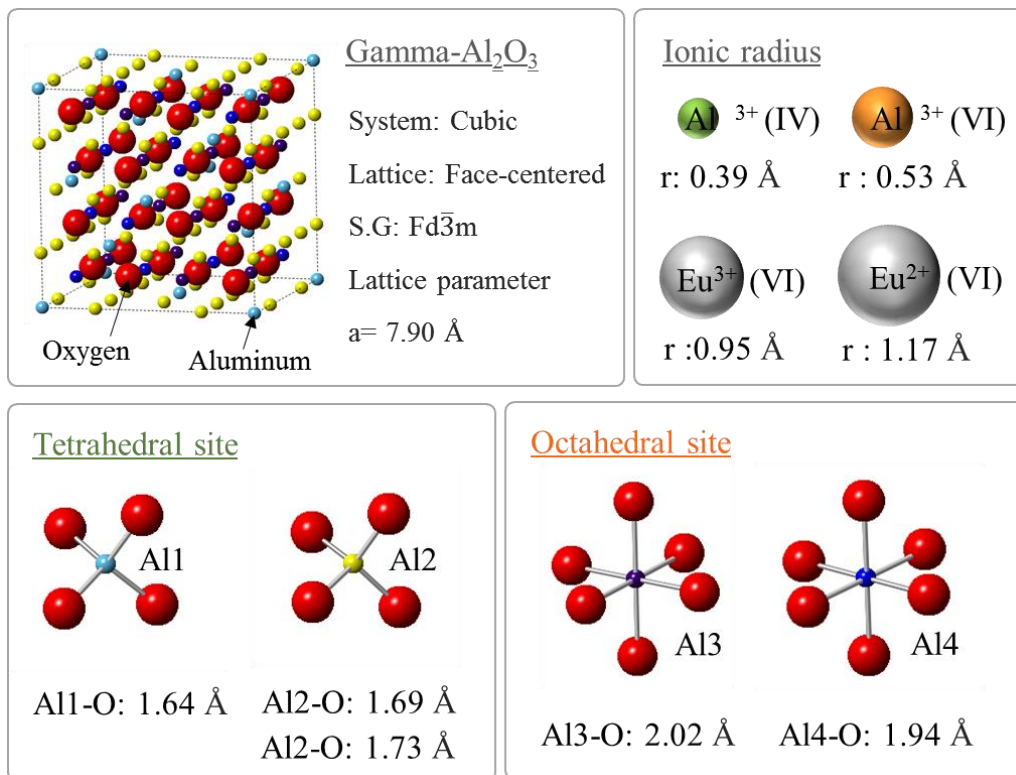 Gamma-Al2O3
System: Cubic
Lattice: Face-centered
S.G: Fd3̅m
Lattice parameter
a= 7.90 Å
Oxygen
Aluminum
Ionic radius
Al 3+ (IV)
Al 3+ (VI)
r: 0.39 Å
r : 0.53 Å
Eu3+ (VI)
Eu2+ (VI)
r :0.95 Å
r : 1.17 Å
Tetrahedral site
Al1
Al2
Al1-O: 1.64 Å
Al2-O: 1.69 Å
Al2-O: 1.73 Å
Octahedral site
Al3
Al4
Al3-O: 2.02 Å
Al4-O: 1.94 Å